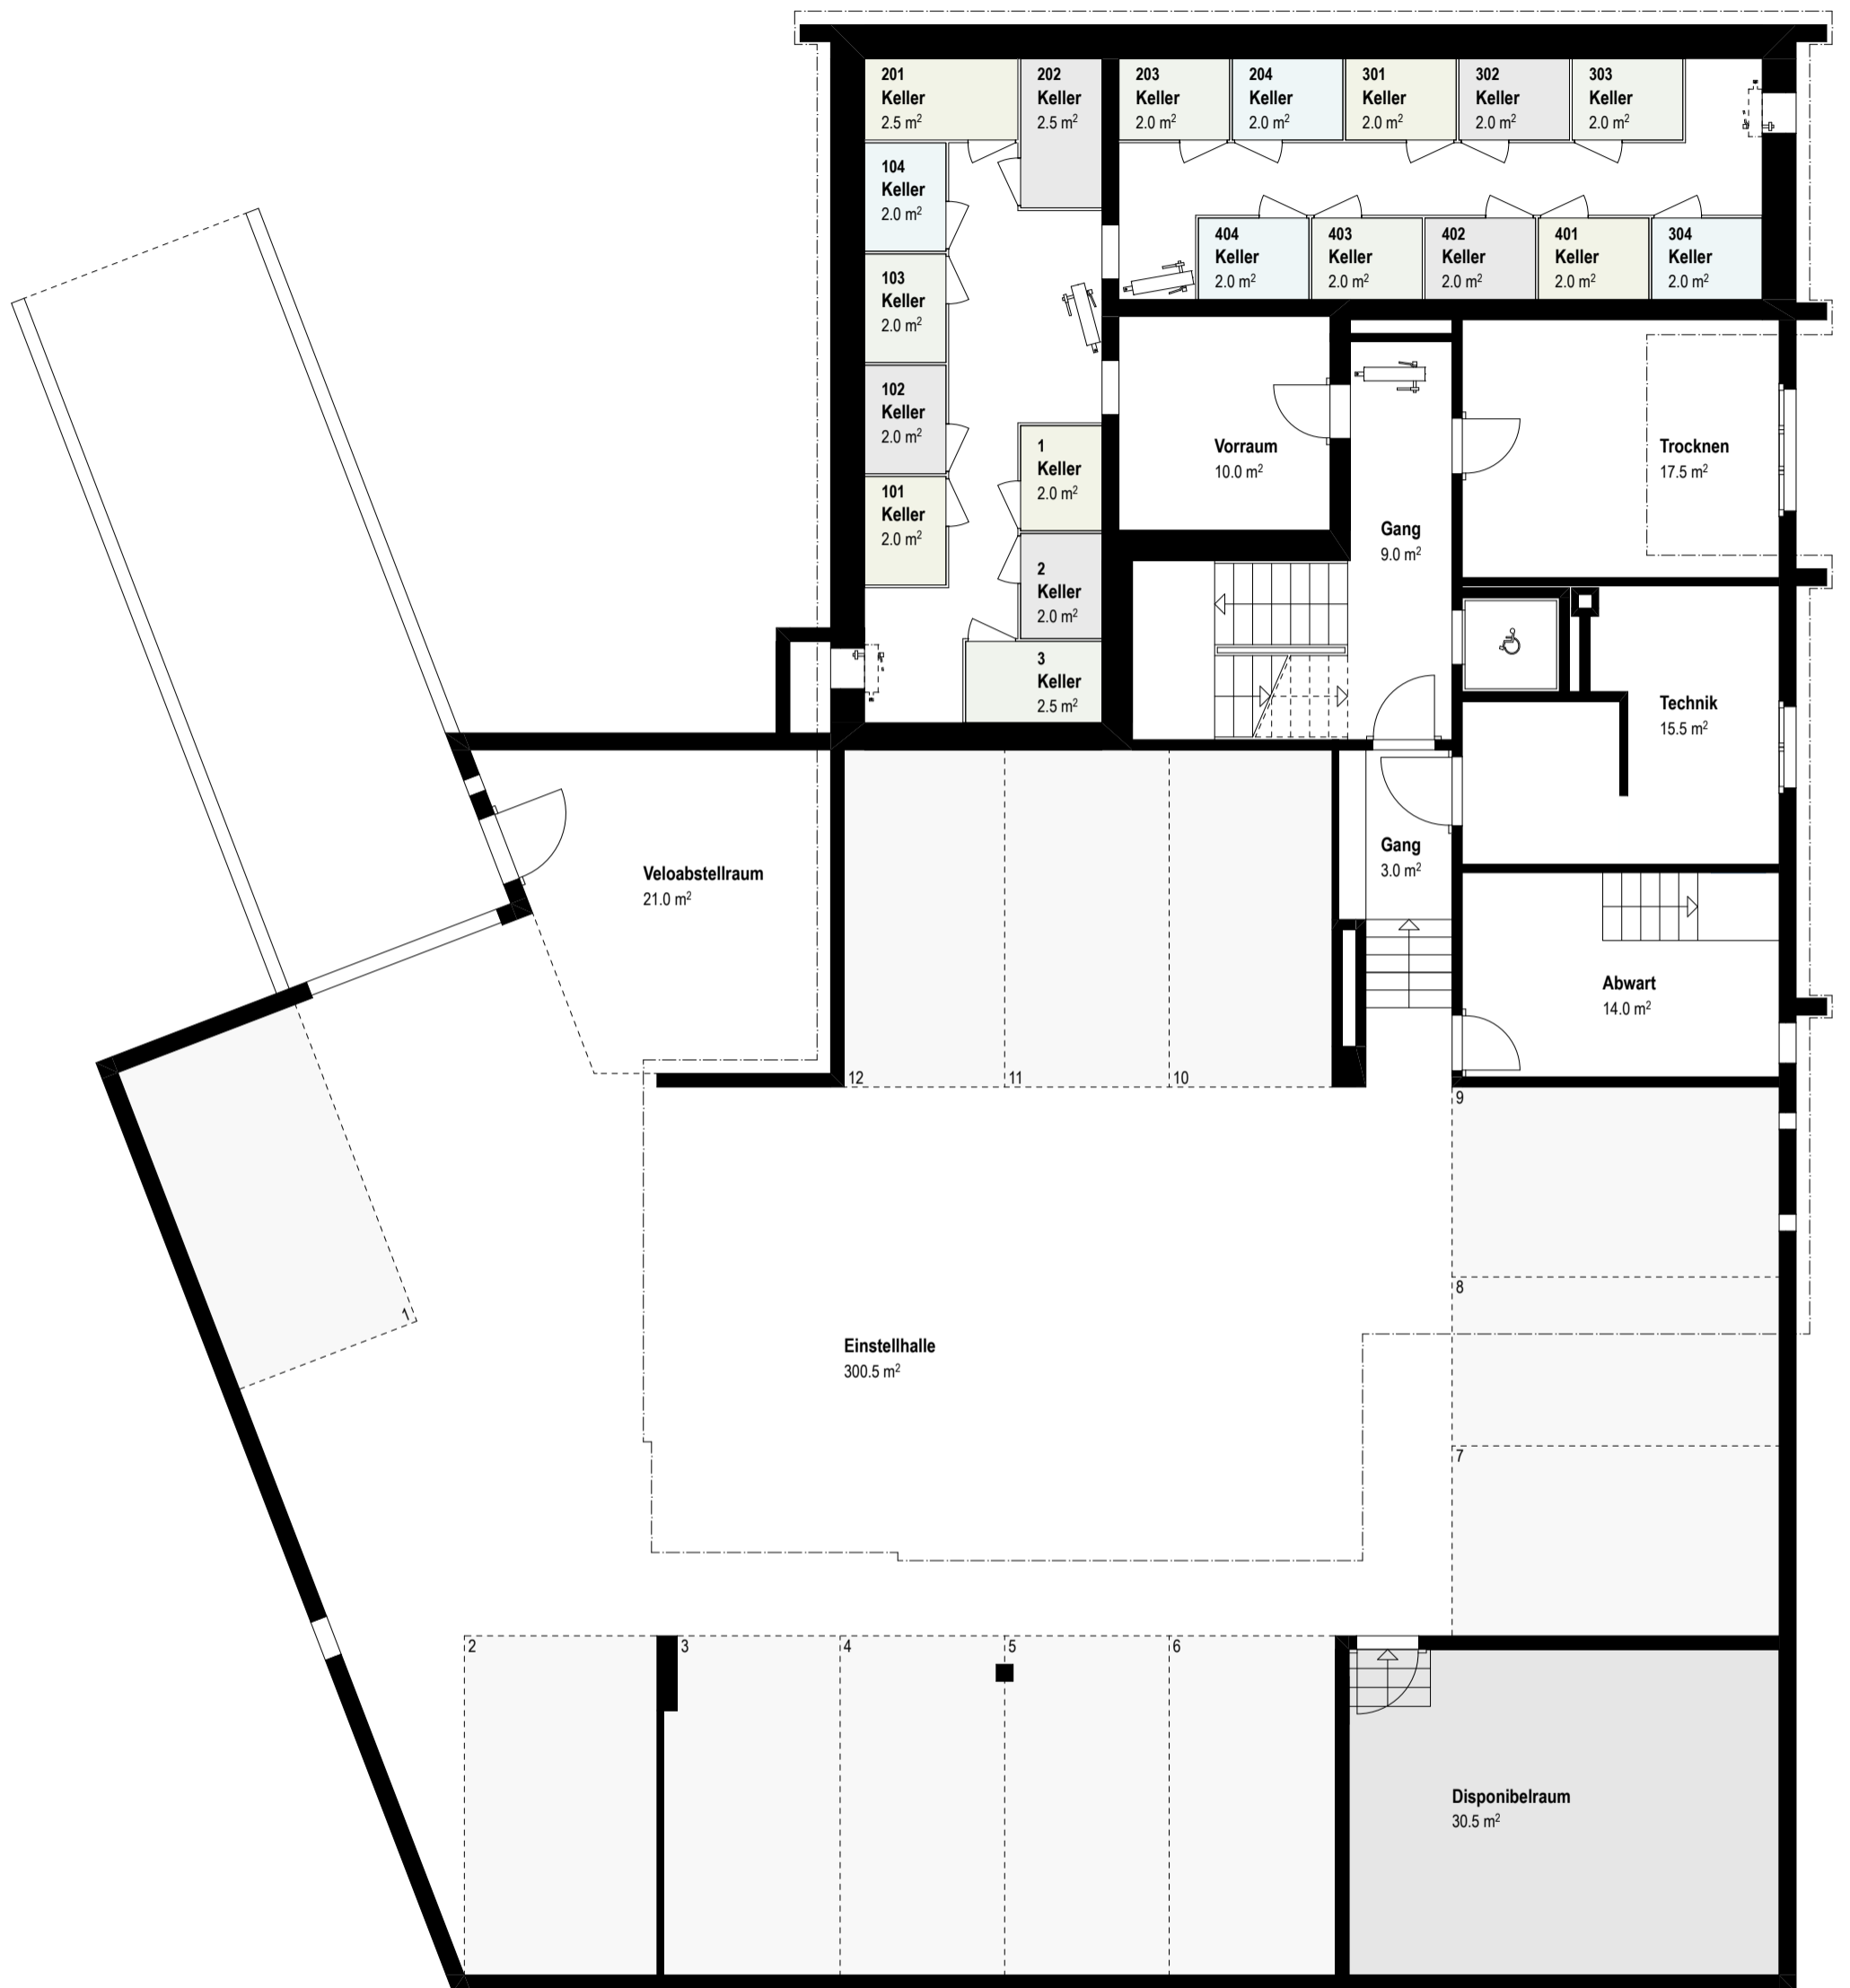 201
Keller
2.5 m²
202
Keller
2.5 m²
203
Keller
2.0 m²
204
Keller
2.0 m²
301
Keller
2.0 m²
302
Keller
2.0 m²
303
Keller
2.0 m²
104
Keller
2.0 m²
404
Keller
2.0 m²
403
Keller
2.0 m²
402
Keller
2.0 m²
401
Keller
2.0 m²
304
Keller
2.0 m²
103
Keller
2.0 m²
102
Keller
2.0 m²
101
Keller
2.0 m²
1
Keller
2.0 m²
2
Keller
2.0 m²
3
Keller
2.5 m²
Vorraum
10.0 m²
Gang
9.0 m²
Trocknen
17.5 m²
Technik
15.5 m²
Veloabstellraum
21.0 m²
Gang
3.0 m²
Abwart
14.0 m²
12
11
10
9
8
7
1
Einstellhalle
300.5 m²
2
3
4
5
6
Disponibelraum
30.5 m²